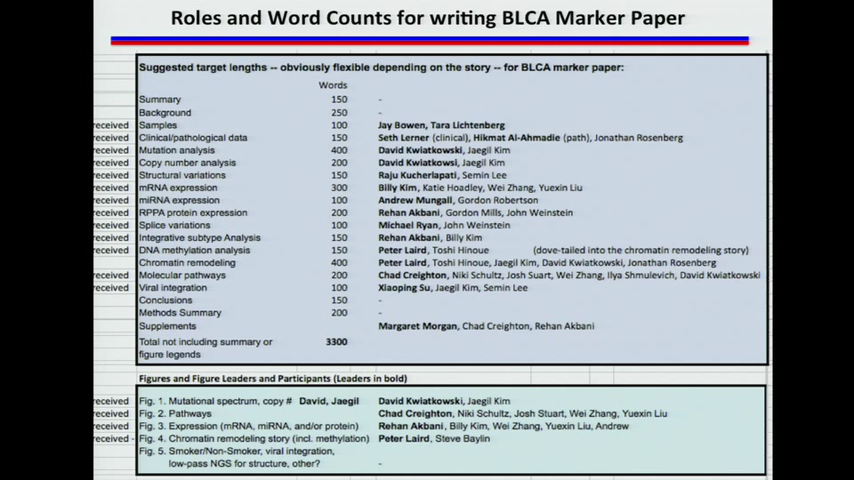 Roles and Word Counts for writing BLCA Marker Paper
Suggested target lengths -- obviously flexible depending on the story -- for BLCA marker paper:
Words
Summary 150 -
Background 250 -
received Samples 100 Jay Bowen, Tara Lichtenberg
received Clinical/pathological data 150 Seth Lerner (clinical), Hikmat Al-Ahmadie (path), Jonathan Rosenberg
received Mutation analysis 400 David Kwiatkowski, Jaegil Kim
received Copy number analysis 200 David Kwiatkowsi, Jaegil Kim
received Structural variations 150 Raju Kucherlapati, Semin Lee
received mRNA expression 300 Billy Kim, Katie Hoadley, Wei Zhang, Yuexin Liu
received miRNA expression 100 Andrew Mungall, Gordon Robertson
received RPPA protein expression 200 Rehan Akbani, Gordon Mills, John Weinstein
received Splice variations 100 Michael Ryan, John Weinstein
received Integrative subtype Analysis 150 Rehan Akbani, Billy Kim
received DNA methylation analysis 150 Peter Laird, Toshi Hinoue (dove-tailed into the chromatin remodeling story)
received Chromatin remodeling 400 Peter Laird, Toshi Hinoue, Jaegil Kim, David Kwiatkowski, Jonathan Rosenberg
received Molecular pathways 200 Chad Creighton, Niki Schultz, Josh Suart, Wei Zhang, Ilya Shmulevich, David Kwiatkowski
received Viral integration 100 Xiaoping Su, Jaegil Kim, Semin Lee
Conclusions 150 -
Methods Summary 200 -
Supplements Margaret Morgan, Chad Creighton, Rehan Akbani
Total not including summary or 3300
figure legends
Figures and Figure Leaders and Participants (Leaders in bold)
received Fig. 1. Mutational spectrum, copy # David, Jaegil David Kwiatkowski, Jaegil Kim
received Fig. 2. Pathways Chad Creighton, Niki Schultz, Josh Stuart, Wei Zhang, Yuexin Liu
received Fig. 3. Expression (mRNA, miRNA, and/or protein) Rehan Akbani, Billy Kim, Wei Zhang, Yuexin Liu, Andrew
received - Fig. 4. Chromatin remodeling story (incl. methylation) Peter Laird, Steve Baylin
Fig. 5. Smoker/Non-Smoker, viral integration,
low-pass NGS for structure, other? -